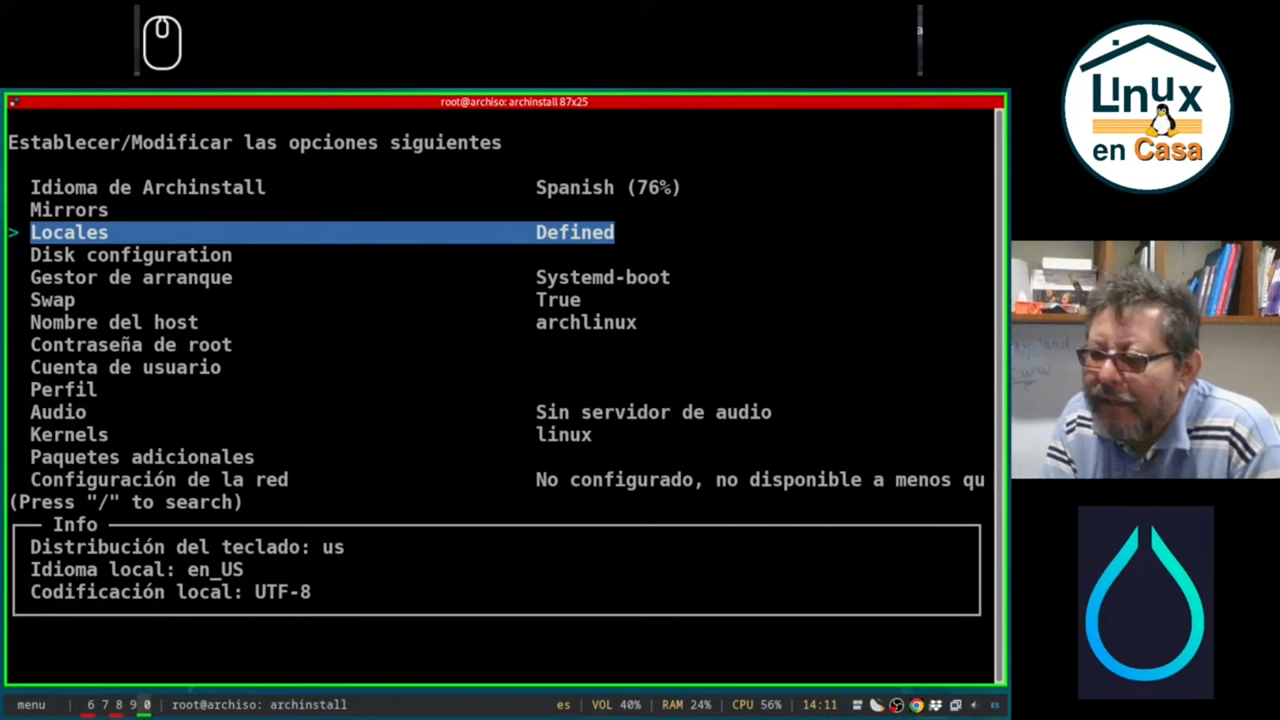 a
root@archiso: archinstall 87x25
Establecer/Modificar las opciones siguientes
Idioma de Archinstall Spanish (76%)
Mirrors
> Locales Defined
Disk configuration
Gestor de arranque Systemd-boot
Swap True
Nombre del host archlinux
Contraseña de root
Cuenta de usuario
Perfil
Audio Sin servidor de audio
Kernels linux
Paquetes adicionales
Configuración de la red No configurado, no disponible a menos qu
(Press "/" to search)
Info
Distribución del teclado: us
Idioma local: en_US
Codificación local: UTF-8
menu 6 7 8 9 0 root@archiso: archinstall es VOL 40% RAM 24% CPU 56% 14:11 ES
Linux
en Casa